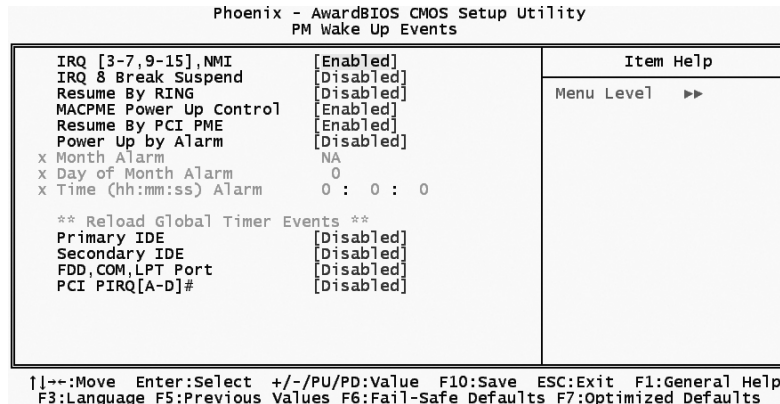 Phoenix - AwardBIOS CMOS Setup Utility
PM Wake Up Events
IRQ [3-7,9-15],NMI [Enabled]
IRQ 8 Break Suspend [Disabled]
Resume By RING [Disabled]
MACPME Power Up Control [Enabled]
Resume By PCI PME [Enabled]
Power Up by Alarm [Disabled]
x Month Alarm NA
x Day of Month Alarm 0
x Time (hh:mm:ss) Alarm 0 : 0 : 0
** Reload Global Timer Events **
Primary IDE [Disabled]
Secondary IDE [Disabled]
FDD,COM,LPT Port [Disabled]
PCI PIRQ[A-D]# [Disabled]
Item Help
Menu Level ▶▶
↑↓→←:Move Enter:Select +/-/PU/PD:Value F10:Save ESC:Exit F1:General Help
F3:Language F5:Previous Values F6:Fail-Safe Defaults F7:Optimized Defaults